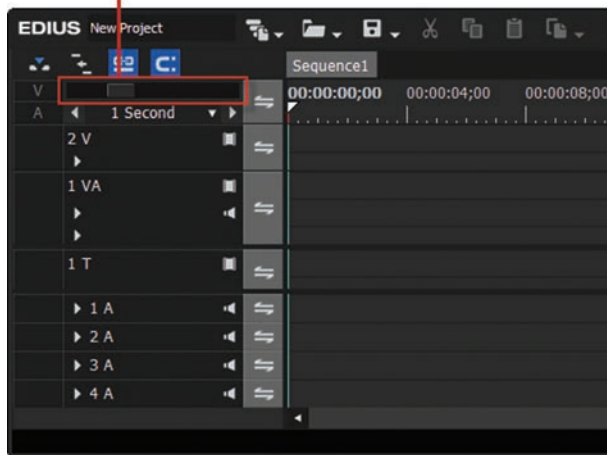 EDIUS New Project
Sequence1
V
00:00:00;00 00:00:04;00 00:00:08;00
A 1 Second
2 V
1 VA
1 T
1 A
2 A
3 A
4 A